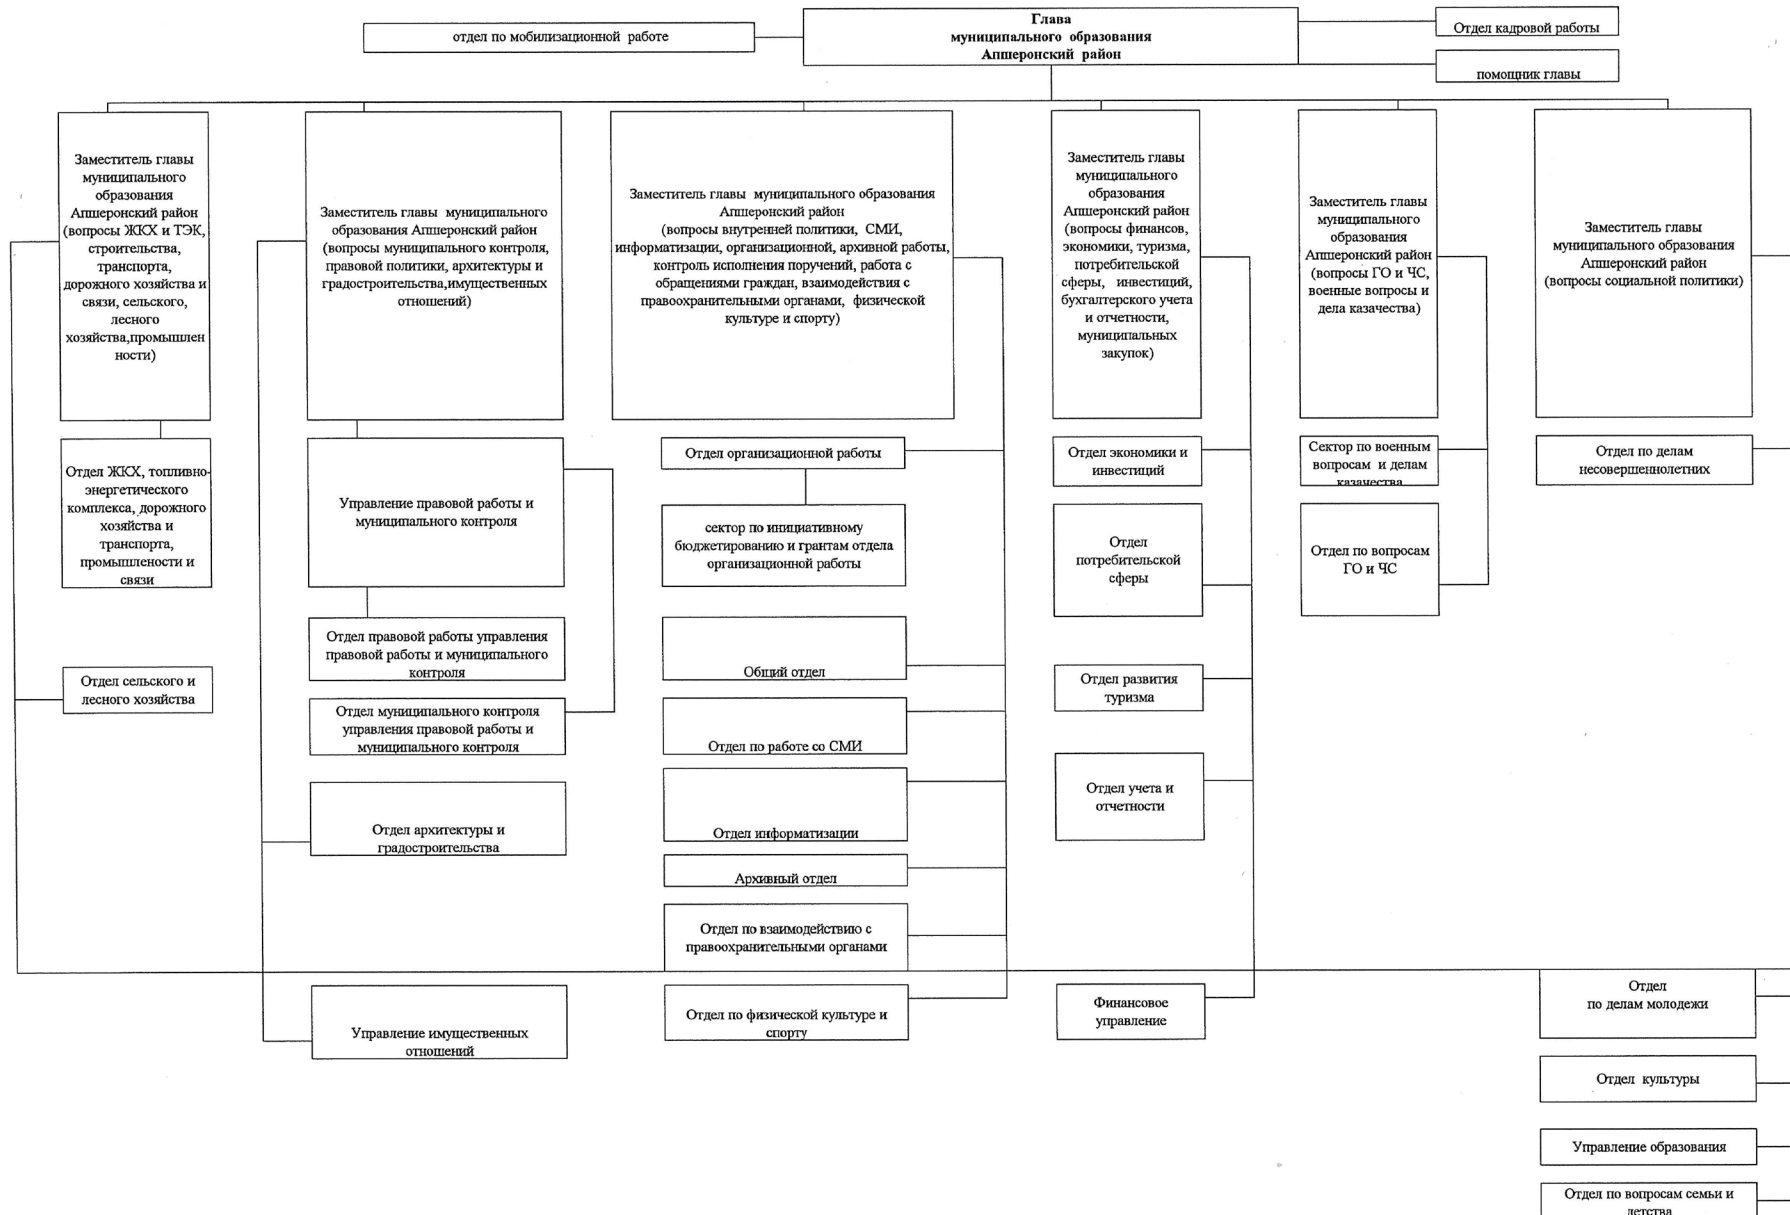 Глава
муниципального образования
Апшеронский район
отдел по мобилизационной работе
Отдел кадровой работы
помощник главы
Заместитель главы
муниципального
образования
Апшеронский район
(вопросы ЖКХ и ТЭК,
строительства,
транспорта,
дорожного хозяйства и
связи, сельского,
лесного
хозяйства,промышлен
ности)
Заместитель главы муниципального
образования Апшеронский район
(вопросы муниципального контроля,
правовой политики, архитектуры и
градостроительства,имущественных
отношений)
Заместитель главы муниципального образования
Апшеронский район
(вопросы внутренней политики, СМИ,
информатизации, организационной, архивной работы,
контроль исполнения поручений, работа с
обращениями граждан, взаимодействия с
правоохранительными органами, физической
культуре и спорту)
Заместитель главы
муниципального
образования
Апшеронский район
(вопросы финансов,
экономики, туризма,
потребительской
сферы, инвестиций,
бухгалтерского учета
и отчетности,
муниципальных
закупок)
Заместитель главы
муниципального
образования
Апшеронский район
(вопросы ГО и ЧС,
военные вопросы и
дела казачества)
Заместитель главы
муниципального образования
Апшеронский район
(вопросы социальной политики)
Отдел ЖКХ, топливно-
энергетического
комплекса, дорожного
хозяйства и
транспорта,
промышлености и
связи
Отдел сельского и
лесного хозяйства
Управление правовой работы и
муниципального контроля
Отдел правовой работы управления
правовой работы и муниципального
контроля
Отдел муниципального контроля
управления правовой работы и
муниципального контроля
Отдел архитектуры и
градостроительства
Управление имущественных
отношений
Отдел организационной работы
сектор по инициативному
бюджетированию и грантам отдела
организационной работы
Общий отдел
Отдел по работе со СМИ
Отдел информатизации
Архивный отдел
Отдел по взаимодействию с
правоохранительными органами
Отдел по физической культуре и
спорту
Отдел экономики и
инвестиций
Отдел
потребительской
сферы
Отдел развития
туризма
Отдел учета и
отчетности
Финансовое
управление
Сектор по военным
вопросам и делам
казачества
Отдел по вопросам
ГО и ЧС
Отдел по делам
несовершеннолетних
Отдел
по делам молодежи
Отдел культуры
Управление образования
Отдел по вопросам семьи и
детства